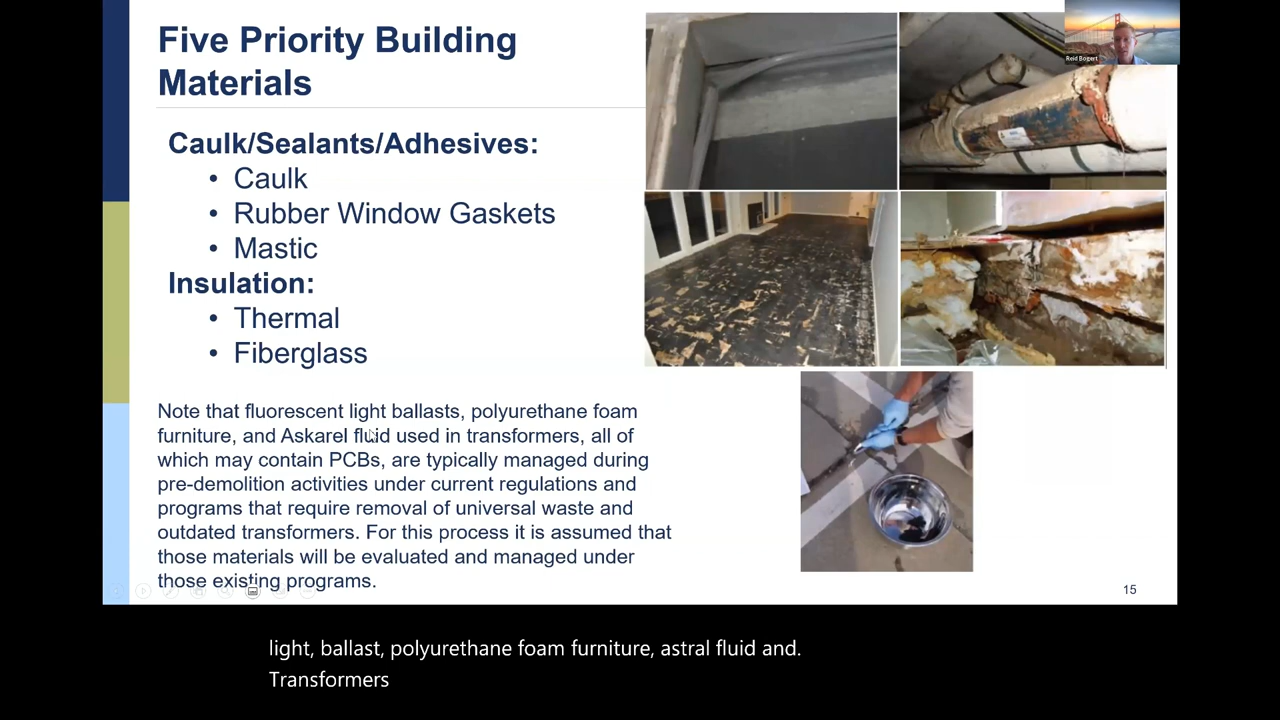 Five Priority Building
Materials
Caulk/Sealants/Adhesives:
• Caulk
• Rubber Window Gaskets
• Mastic
Insulation:
• Thermal
• Fiberglass
Note that fluorescent light ballasts, polyurethane foam
furniture, and Askarel fluid used in transformers, all of
which may contain PCBs, are typically managed during
pre-demolition activities under current regulations and
programs that require removal of universal waste and
outdated transformers. For this process it is assumed that
those materials will be evaluated and managed under
those existing programs.
Reid Bogert
15
light, ballast, polyurethane foam furniture, astral fluid and.
Transformers